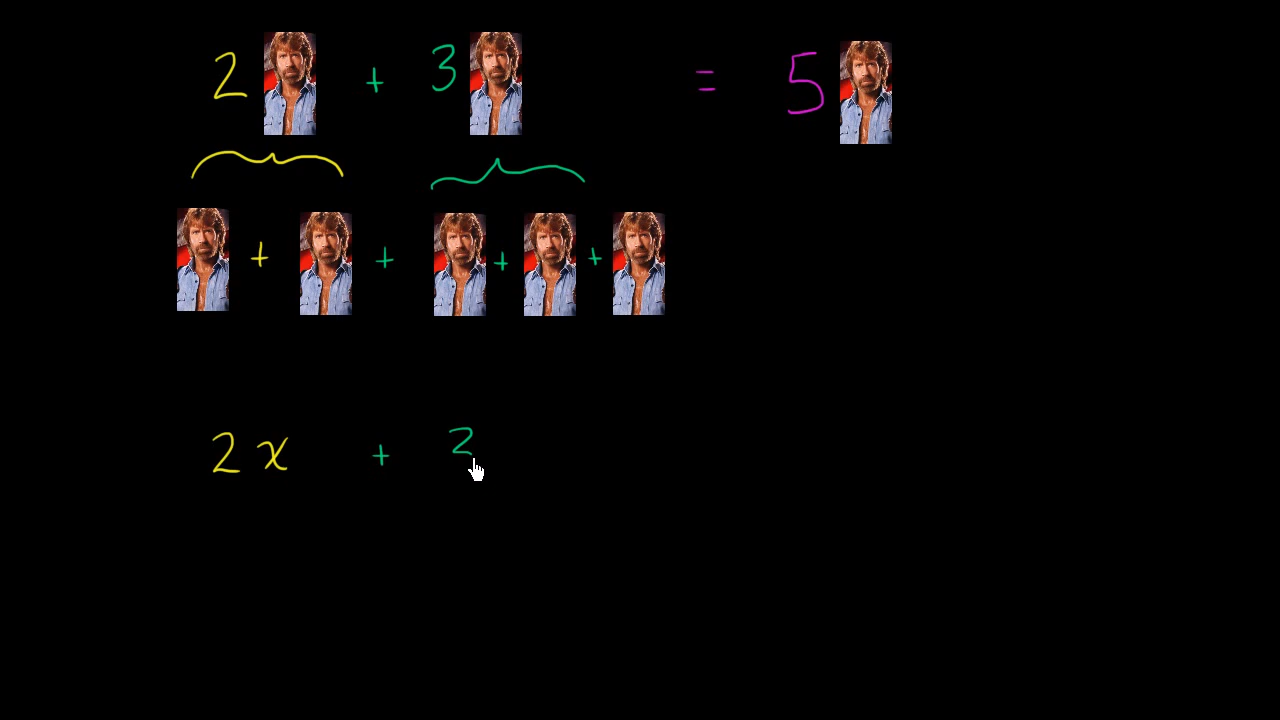 2 + 3 = 5
+ + + +
2x + 2